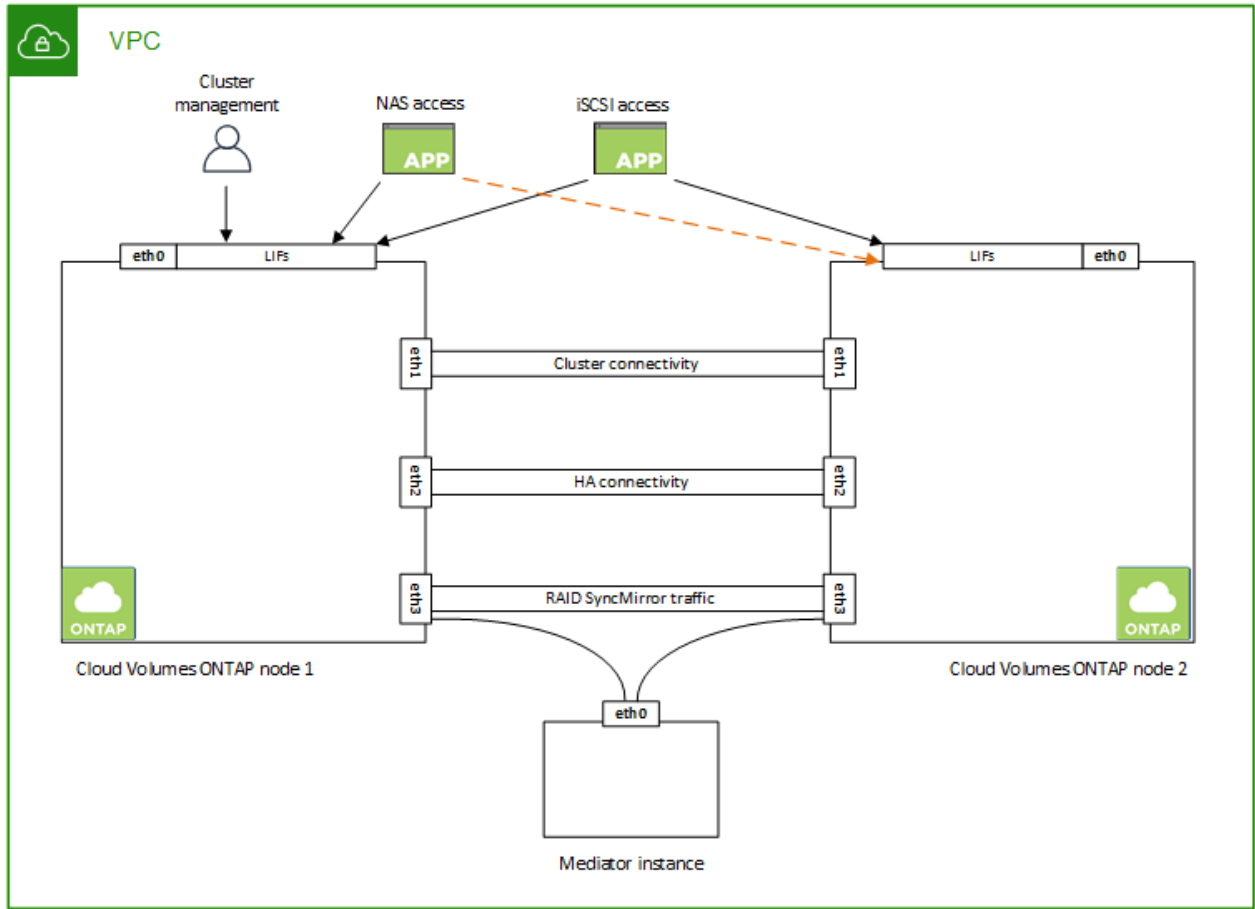 VPC
Cluster
management
NAS access
iSCSI access
APP
APP
eth0
LIFs
LIFs
eth0
eth1
Cluster connectivity
eth1
eth2
HA connectivity
eth2
eth3
RAID SyncMirror traffic
eth3
ONTAP
ONTAP
Cloud Volumes ONTAP node 1
Cloud Volumes ONTAP node 2
eth0
Mediator instance